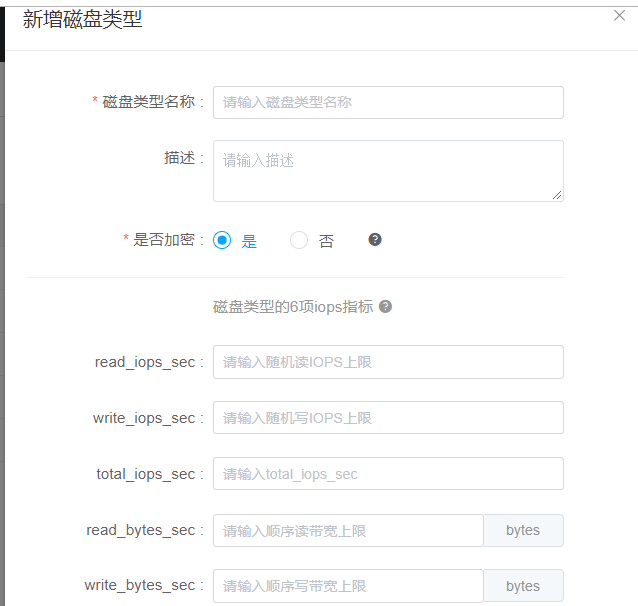 新增磁盘类型
* 磁盘类型名称 : 请输入磁盘类型名称
描述 : 请输入描述
* 是否加密 : 是 否 ?
磁盘类型的6项iops指标 ?
read_iops_sec : 请输入随机读IOPS上限
write_iops_sec : 请输入随机写IOPS上限
total_iops_sec : 请输入total_iops_sec
read_bytes_sec : 请输入顺序读带宽上限 bytes
write_bytes_sec : 请输入顺序写带宽上限 bytes